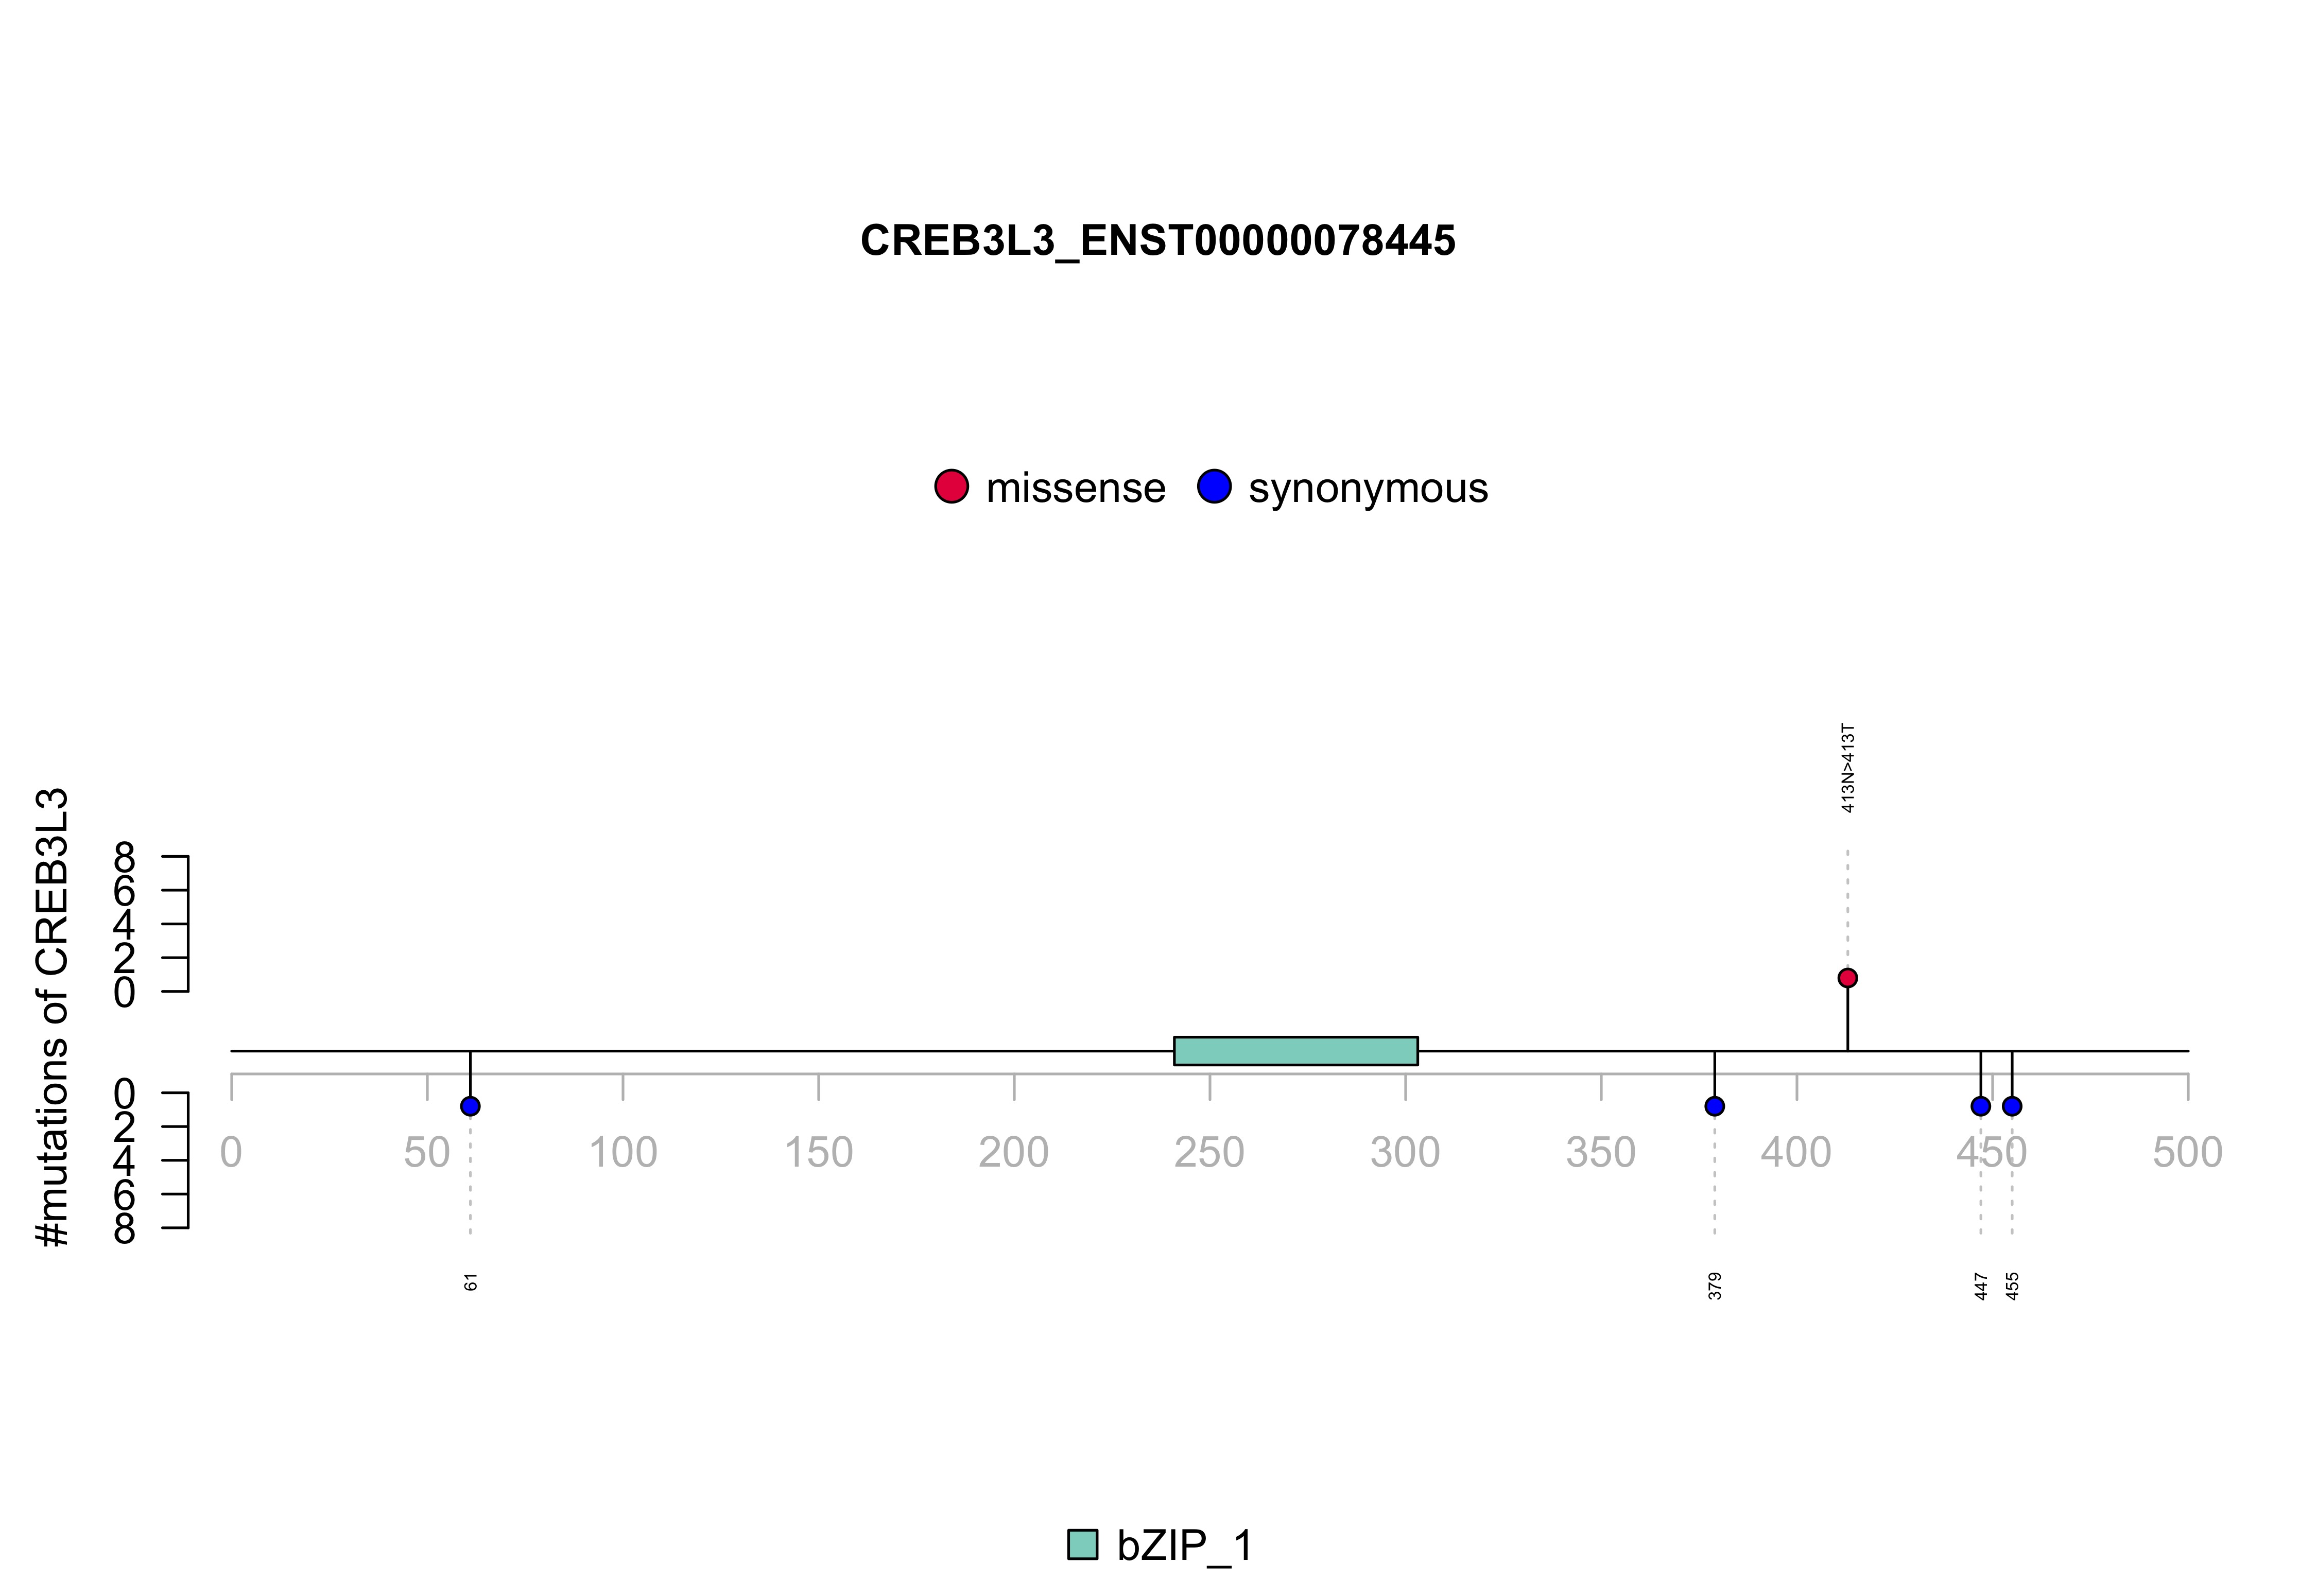 CREB3L3_ENST00000078445
missense synonymous
413N>413T
#mutations of CREB3L3
8
6
4
2
0
0
2
4
6
8
0 50 100 150 200 250 300 350 400 450 500
61 379 447 455
bZIP_1